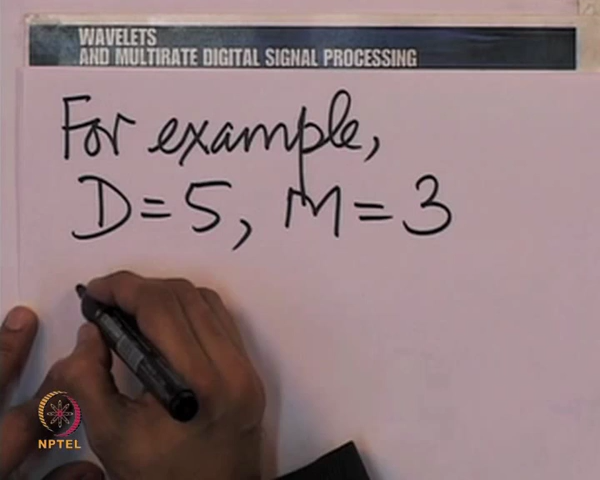 WAVELETS
AND MULTIRATE DIGITAL SIGNAL PROCESSING
For example,
D=5, M=3
NPTEL